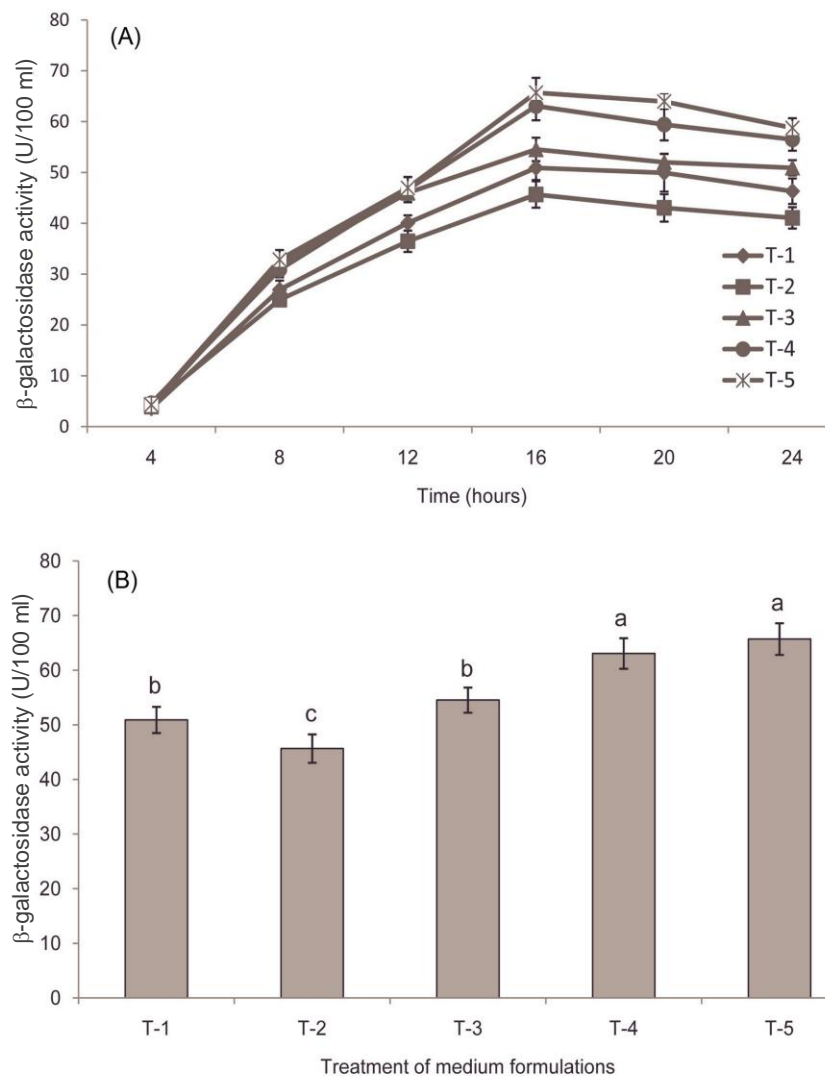 (A)
β-galactosidase activity (U/100 ml)
80
70
60
50
40
30
20
10
0
T-1
T-2
T-3
T-4
T-5
4 8 12 16 20 24
Time (hours)
(B)
β-galactosidase activity (U/100 ml)
80
70
60
50
40
30
20
10
0
b c b a a
T-1 T-2 T-3 T-4 T-5
Treatment of medium formulations